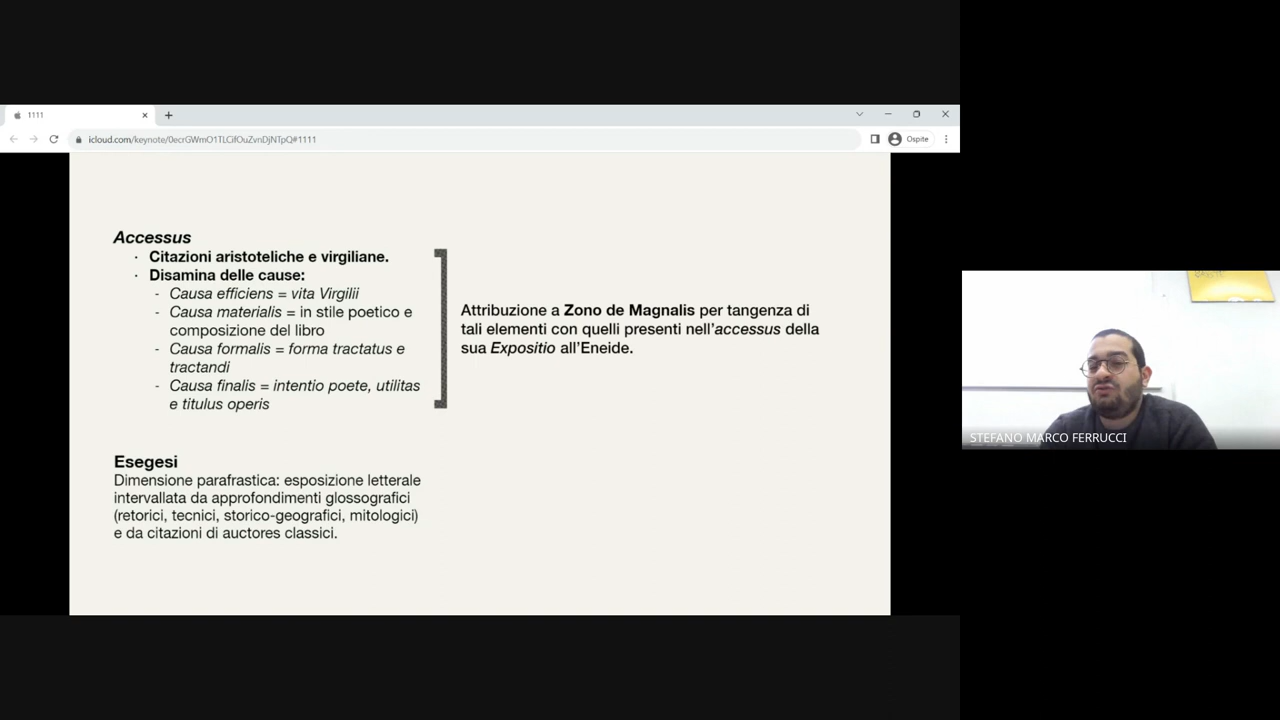 1111
icloud.com/keynote/0ecrGWmO1TLCifOuZvnDjNTpQ#1111
Ospite
Accessus
· Citazioni aristoteliche e virgiliane.
· Disamina delle cause:
- Causa efficiens = vita Virgilii
- Causa materialis = in stile poetico e
composizione del libro
- Causa formalis = forma tractatus e
tractandi
- Causa finalis = intentio poete, utilitas
e titulus operis
Attribuzione a Zono de Magnalis per tangenza di
tali elementi con quelli presenti nell'accessus della
sua Expositio all'Eneide.
Esegesi
Dimensione parafrastica: esposizione letterale
intervallata da approfondimenti glossografici
(retorici, tecnici, storico-geografici, mitologici)
e da citazioni di auctores classici.
STEFANO MARCO FERRUCCI